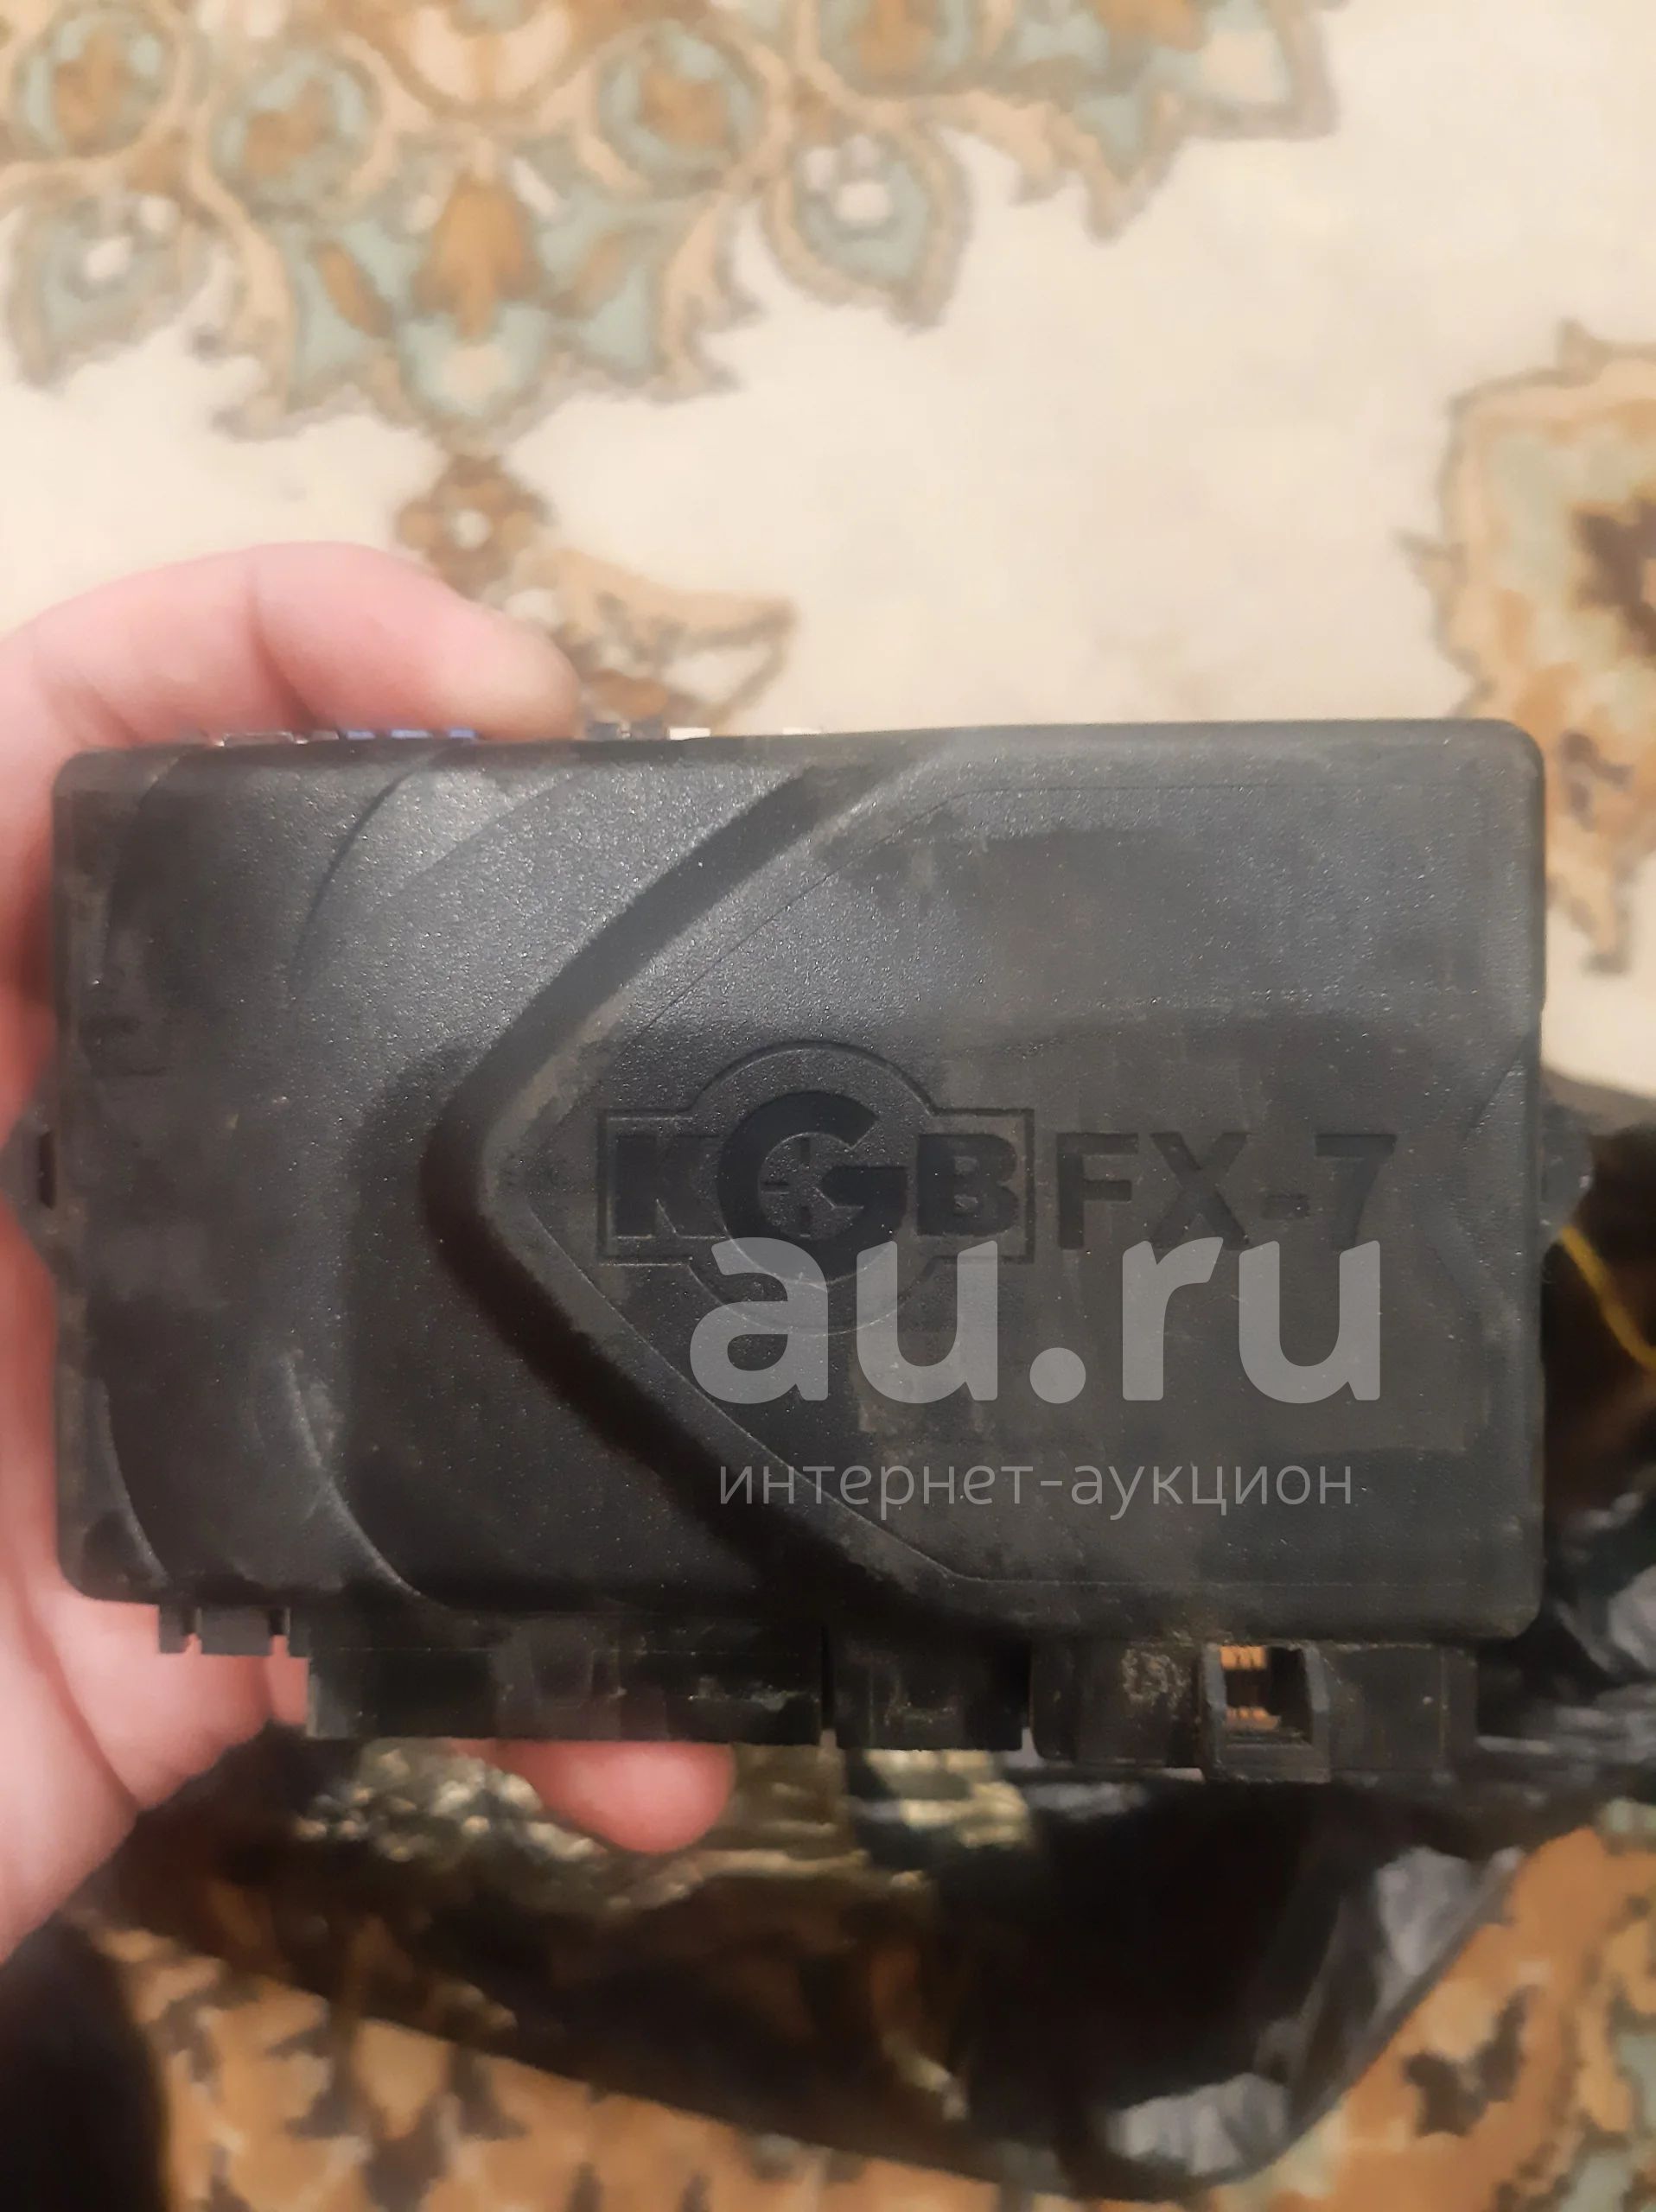 KGB FX-7
au.ru
интернет-аукцион